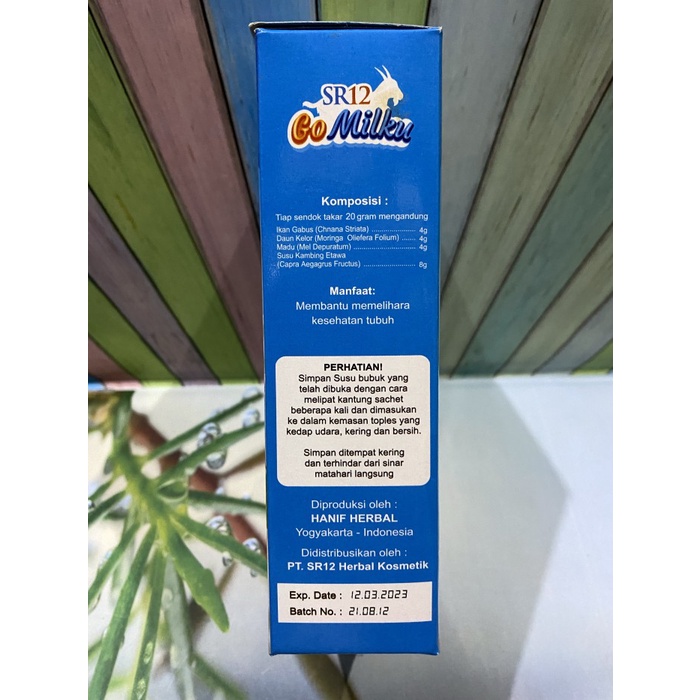 SR12
Go Milku
Komposisi :
Tiap sendok takar 20 gram mengandung
Ikan Gabus (Chnana Striata) ........................ 4g
Daun Kelor (Moringa Oliefera Folium) ....... 4g
Madu (Mel Depuratum) ............................... 4g
Susu Kambing Etawa
(Capra Aegagrus Fructus) ......................... 8g
Manfaat:
Membantu memelihara
kesehatan tubuh
PERHATIAN!
Simpan Susu bubuk yang
telah dibuka dengan cara
melipat kantung sachet
beberapa kali dan dimasukan
ke dalam kemasan toples yang
kedap udara, kering dan bersih.
Simpan ditempat kering
dan terhindar dari sinar
matahari langsung
Diproduksi oleh :
HANIF HERBAL
Yogyakarta - Indonesia
Didistribusikan oleh :
PT. SR12 Herbal Kosmetik
Exp. Date : 12.03.2023
Batch No. : 21.08.12